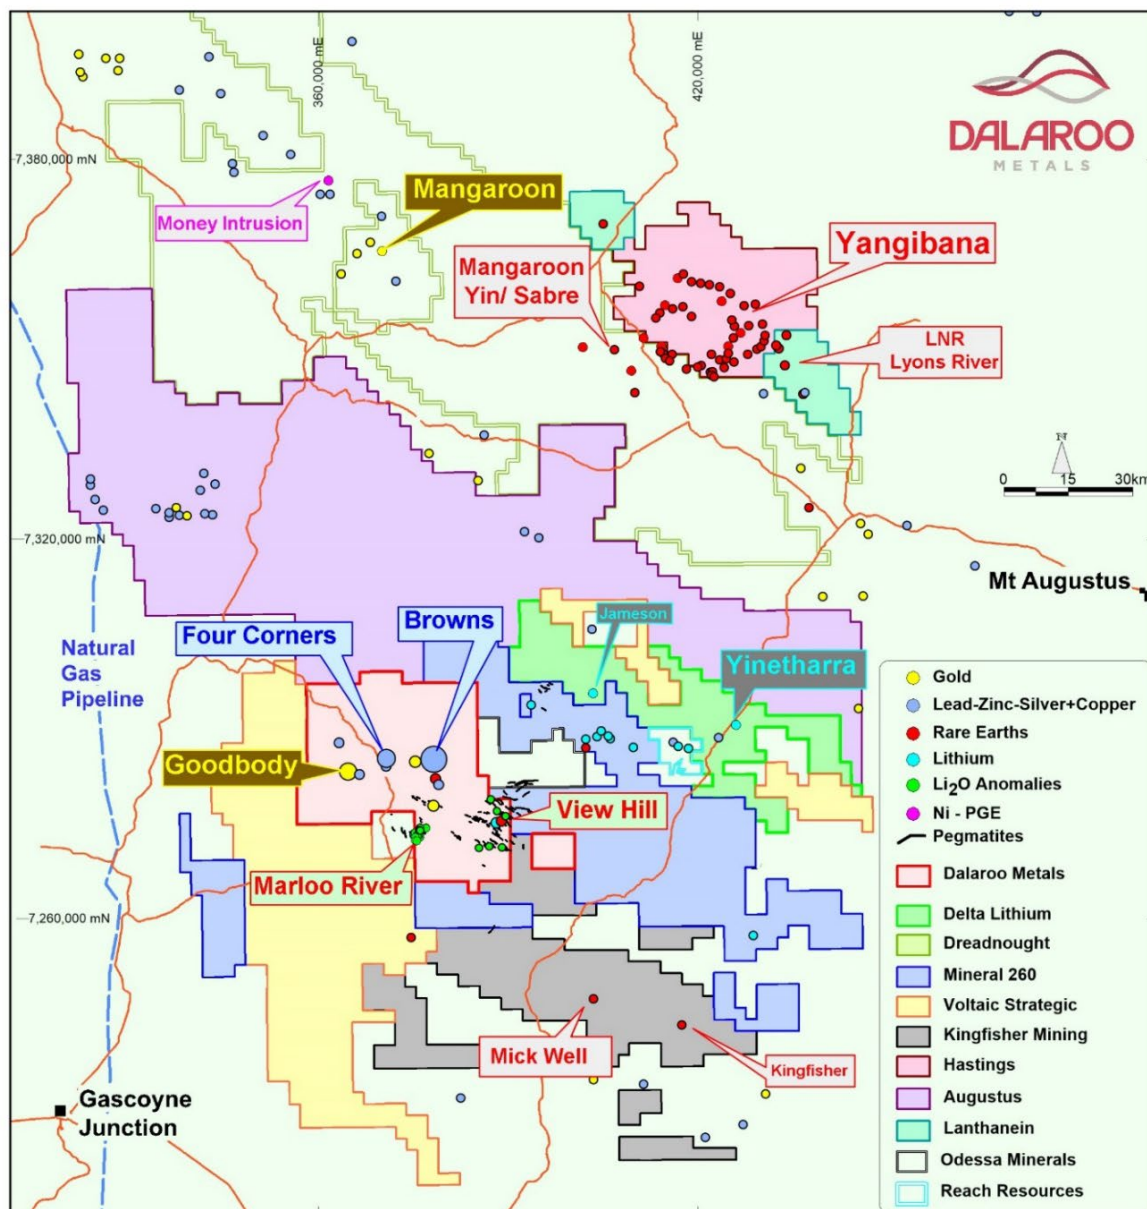 360,000 mE
420,000 mE
DALAROO
METALS
7,380,000 mN
Mangaroon
Money Intrusion
Yangibana
Mangaroon
Yin/ Sabre
LNR
Lyons River
N
0 15 30km
7,320,000 mN
Mt Augustus
Jameson
Browns
Four Corners
Natural
Gas
Pipeline
Yinetharra
Goodbody
View Hill
Marloo River
7,260,000 mN
Mick Well
Kingfisher
Gascoyne
Junction
Gold
Lead-Zinc-Silver+Copper
Rare Earths
Lithium
Li2O Anomalies
Ni - PGE
Pegmatites
Dalaroo Metals
Delta Lithium
Dreadnought
Mineral 260
Voltaic Strategic
Kingfisher Mining
Hastings
Augustus
Lanthanein
Odessa Minerals
Reach Resources